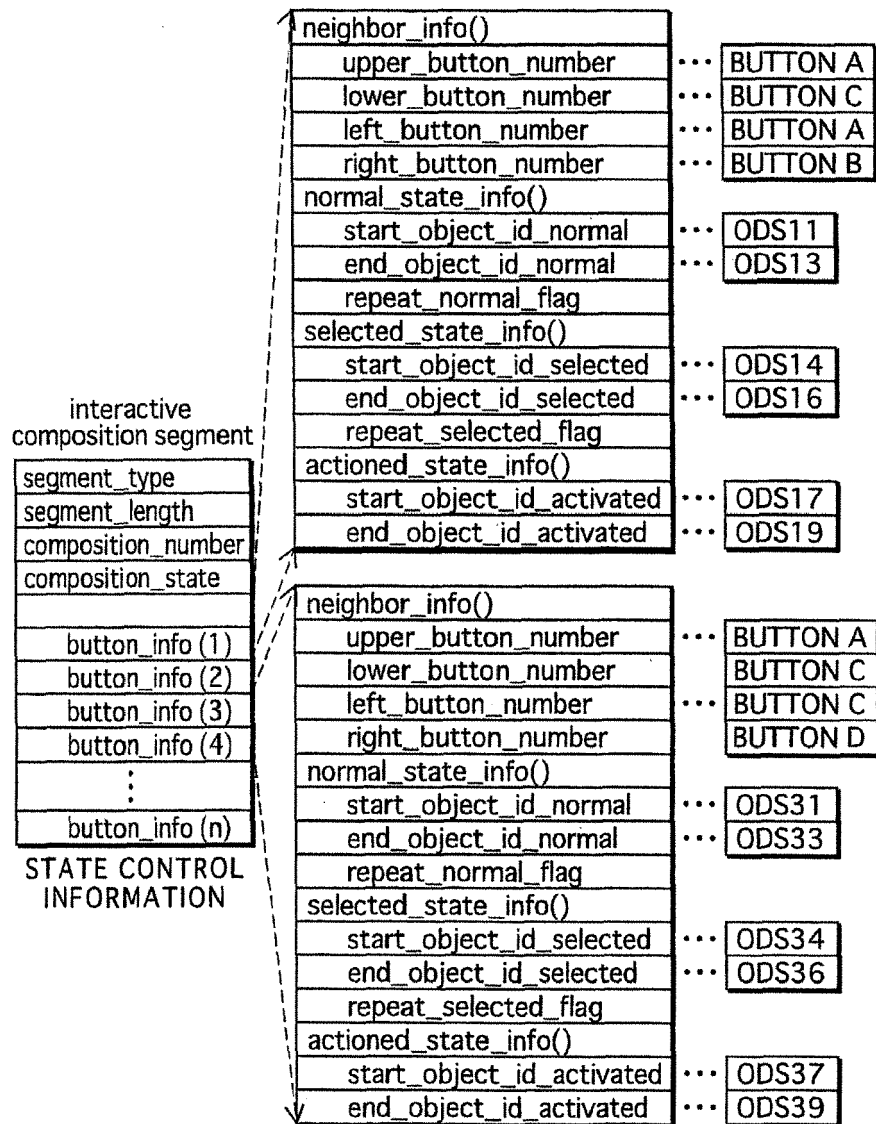 neighbor_info()
upper_button_number ··· BUTTON A
lower_button_number ··· BUTTON C
left_button_number ··· BUTTON A
right_button_number ··· BUTTON B
normal_state_info()
start_object_id_normal ··· ODS11
end_object_id_normal ··· ODS13
repeat_normal_flag
selected_state_info()
start_object_id_selected ··· ODS14
end_object_id_selected ··· ODS16
repeat_selected_flag
actioned_state_info()
start_object_id_activated ··· ODS17
end_object_id_activated ··· ODS19
interactive
composition segment
segment_type
segment_length
composition_number
composition_state
button_info (1)
button_info (2)
button_info (3)
button_info (4)
⋮
button_info (n)
STATE CONTROL
INFORMATION
neighbor_info()
upper_button_number ··· BUTTON A
lower_button_number BUTTON C
left_button_number ··· BUTTON C
right_button_number BUTTON D
normal_state_info()
start_object_id_normal ··· ODS31
end_object_id_normal ··· ODS33
repeat_normal_flag
selected_state_info()
start_object_id_selected ··· ODS34
end_object_id_selected ··· ODS36
repeat_selected_flag
actioned_state_info()
start_object_id_activated ··· ODS37
end_object_id_activated ··· ODS39